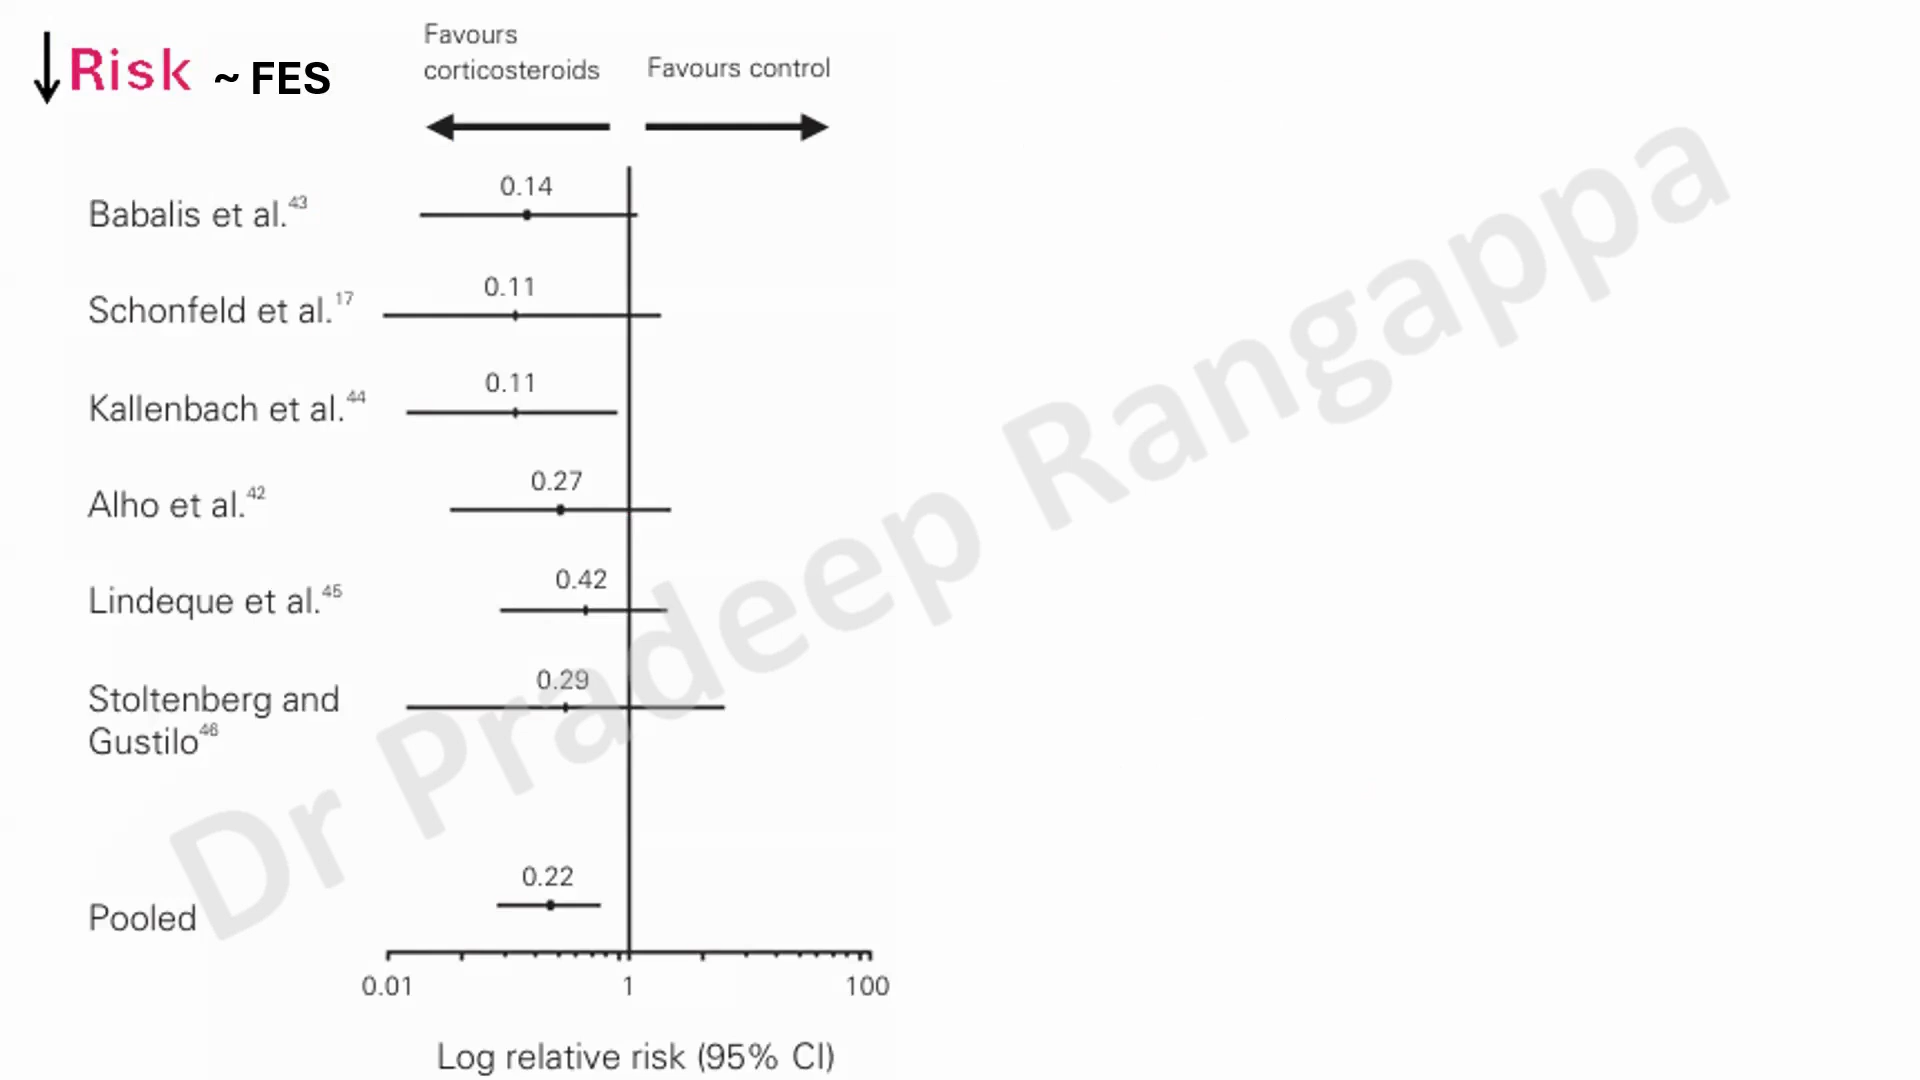 ↓Risk ~ FES
Favours
corticosteroids
Favours control
0.14
Babalis et al.43
0.11
Schonfeld et al.17
0.11
Kallenbach et al.44
0.27
Alho et al.42
0.42
Lindeque et al.45
0.29
Stoltenberg and
Gustilo46
0.22
Pooled
0.01 1 100
Log relative risk (95% CI)
Dr Pradeep Rangappa